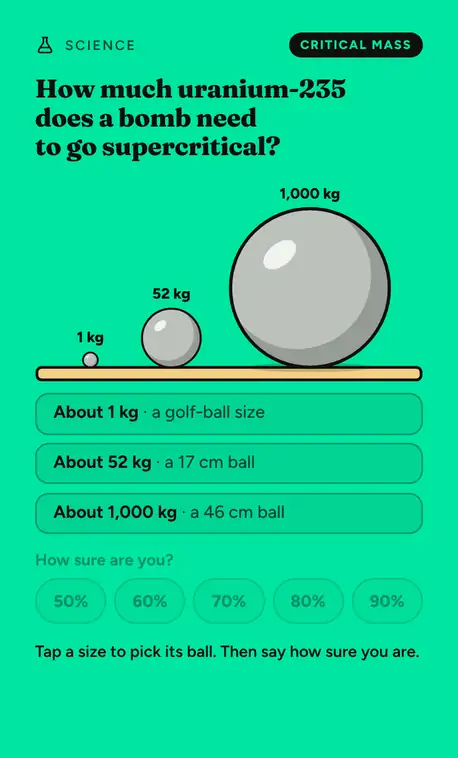 SCIENCE
CRITICAL MASS
How much uranium-235
does a bomb need
to go supercritical?
1,000 kg
52 kg
1 kg
About 1 kg · a golf-ball size
About 52 kg · a 17 cm ball
About 1,000 kg · a 46 cm ball
How sure are you?
50% 60% 70% 80% 90%
Tap a size to pick its ball. Then say how sure you are.